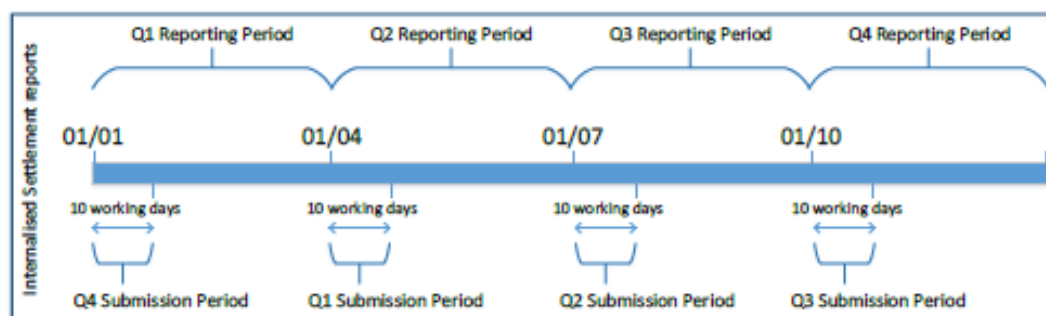 Internalised Settlement reports
Q1 Reporting Period
Q2 Reporting Period
Q3 Reporting Period
Q4 Reporting Period
01/01
01/04
01/07
01/10
10 working days
10 working days
10 working days
10 working days
Q4 Submission Period
Q1 Submission Period
Q2 Submission Period
Q3 Submission Period